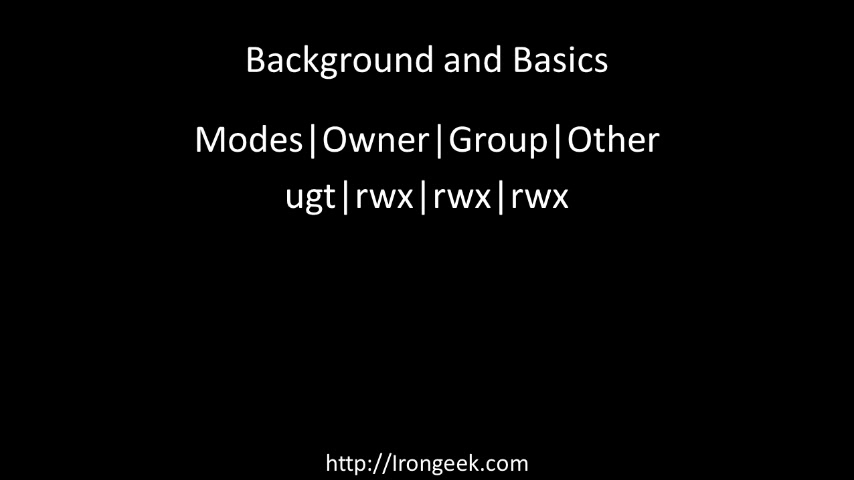 Background and Basics
Modes|Owner|Group|Other
ugt|rwx|rwx|rwx
http://Irongeek.com